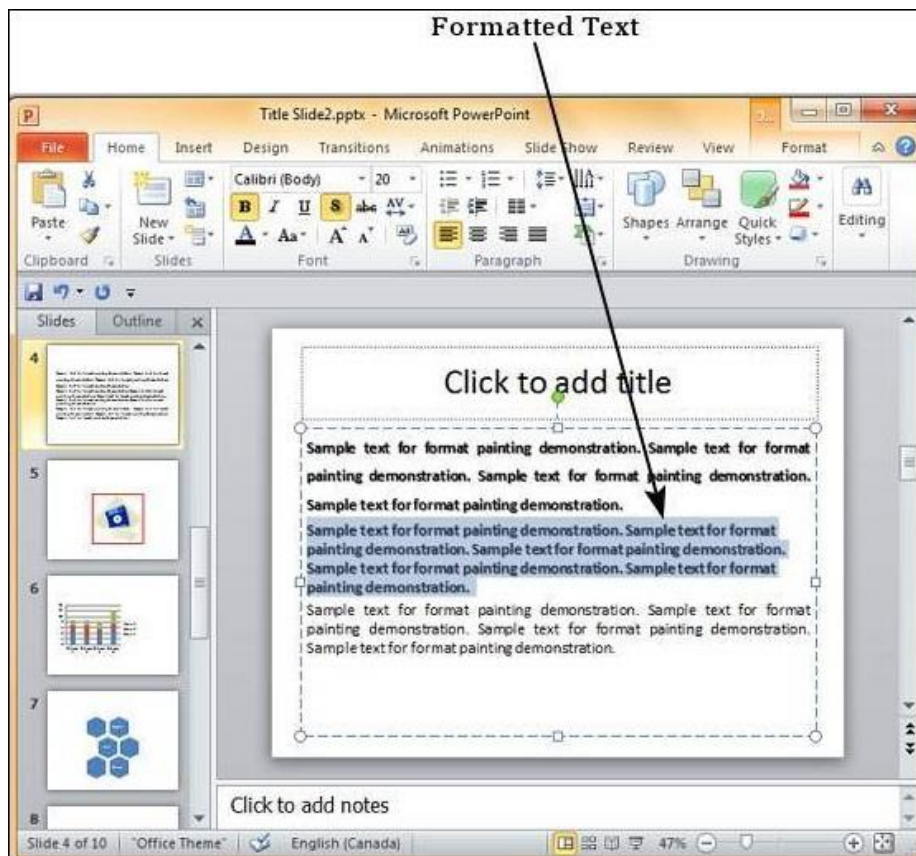 Formatted Text
Title Slide2.pptx - Microsoft PowerPoint
File Home Insert Design Transitions Animations Slide Show Review View Format
Calibri (Body) 20
B I U S abc AV
A Aa A A
Paste
New Slide
Shapes Arrange Quick Styles
Editing
Clipboard Slides Font Paragraph Drawing
Slides Outline
4
5
6
7
8
Click to add title
Sample text for format painting demonstration. Sample text for format
painting demonstration. Sample text for format painting demonstration.
Sample text for format painting demonstration.
Sample text for format painting demonstration. Sample text for format
painting demonstration. Sample text for format painting demonstration.
Sample text for format painting demonstration. Sample text for format
painting demonstration.
Sample text for format painting demonstration. Sample text for format
painting demonstration. Sample text for format painting demonstration.
Sample text for format painting demonstration.
Click to add notes
Slide 4 of 10 "Office Theme" English (Canada) 47%